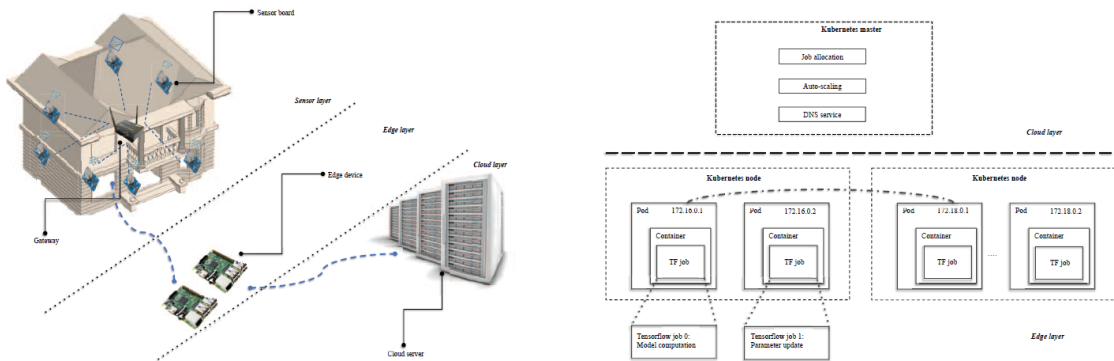 Sensor board
Sensor layer
Edge layer
Cloud layer
Edge device
Gateway
Cloud server
Kubernetes master
Job allocation
Auto-scaling
DNS service
Cloud layer
Kubernetes node
Kubernetes node
Pod 172.16.0.1
Pod 172.16.0.2
Pod 172.18.0.1
Pod 172.18.0.2
Container
Container
Container
Container
TF job
TF job
TF job
....
TF job
Tensorflow job 0:
Model computation
Tensorflow job 1:
Parameter update
Edge layer